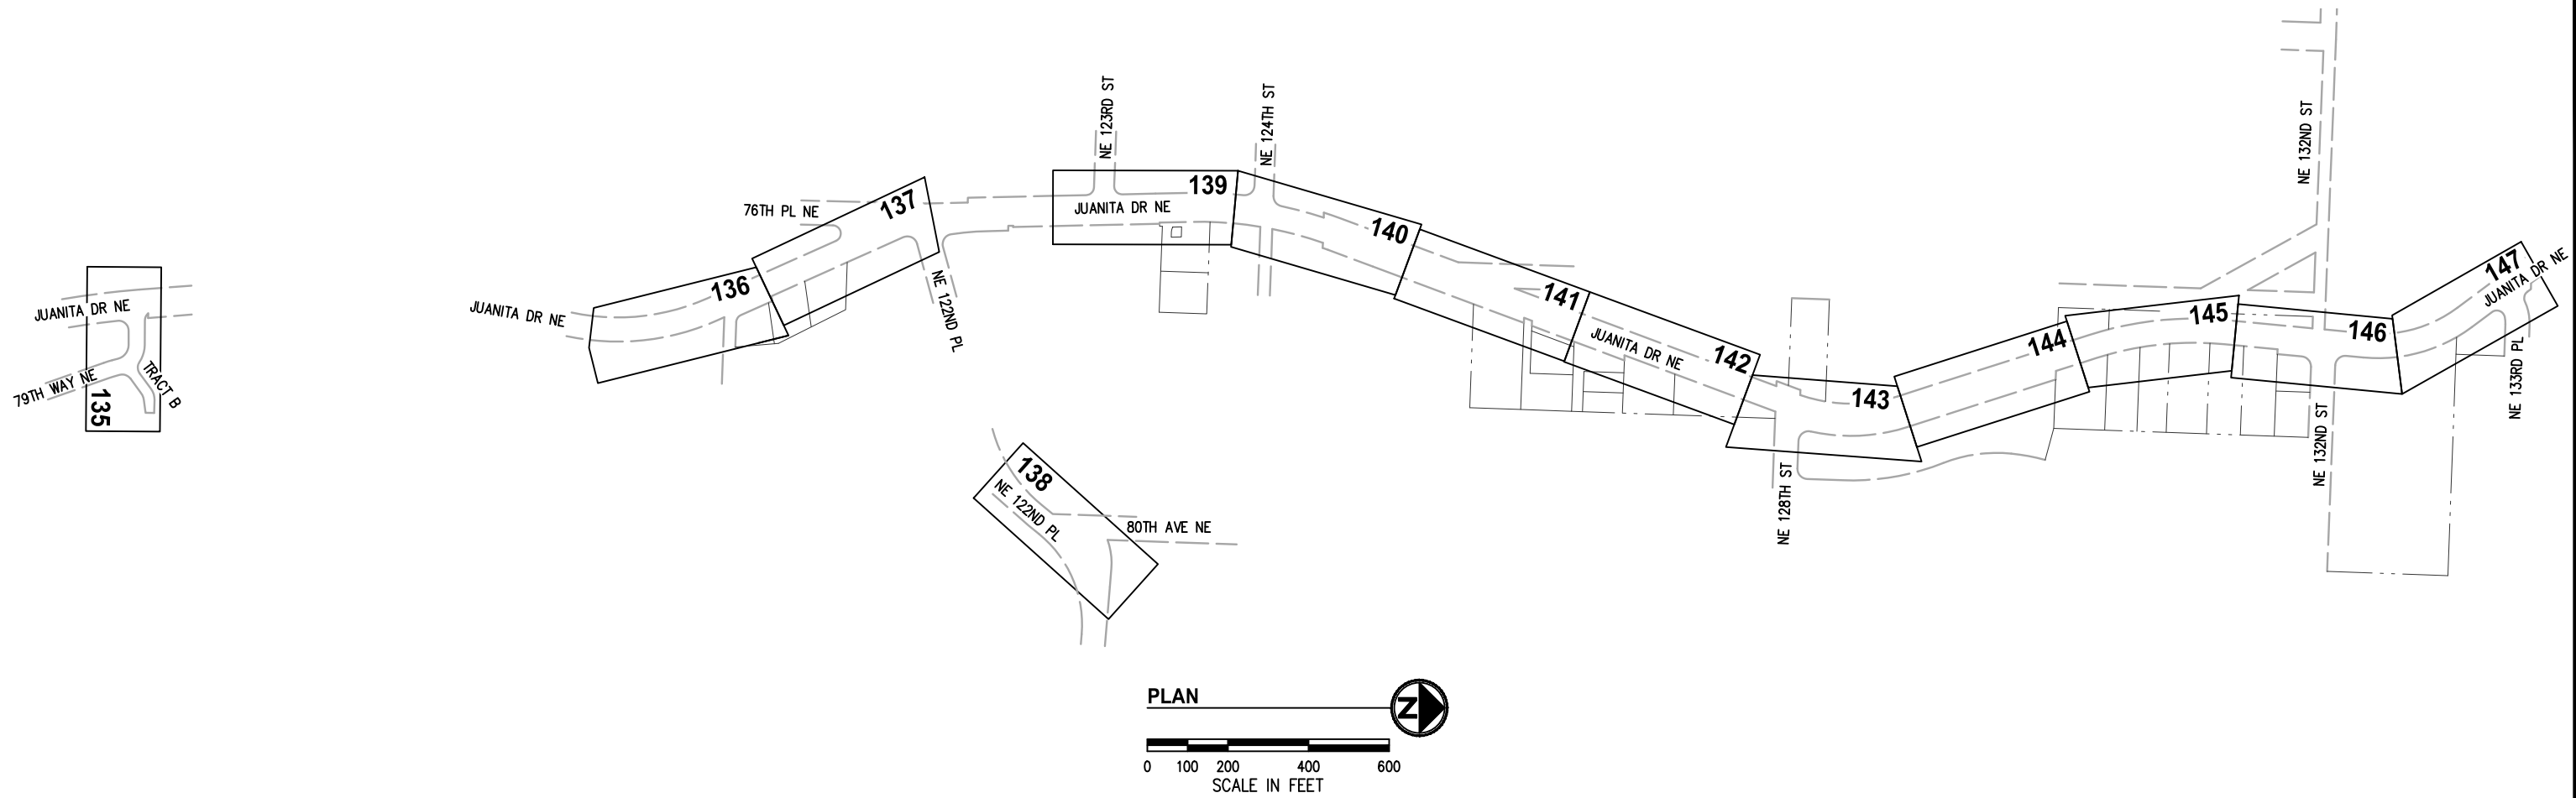 JUANITA DR NE
79TH WAY NE
TRACT B
135
JUANITA DR NE
136
76TH PL NE
137
NE 122ND PL
138
NE 122ND PL
80TH AVE NE
NE 123RD ST
139
JUANITA DR NE
NE 124TH ST
140
141
JUANITA DR NE
142
143
NE 128TH ST
144
145
NE 132ND ST
146
NE 132ND ST
147
JUANITA DR NE
NE 133RD PL
PLAN
N
0 100 200 400 600
SCALE IN FEET